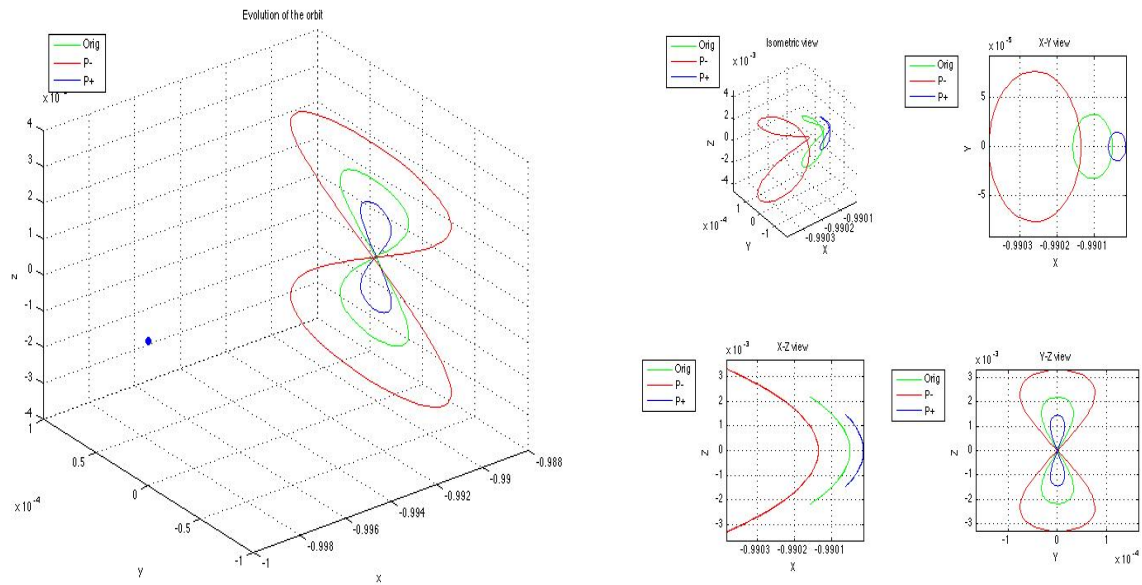 Evolution of the orbit
Orig
P-
P+
4
3
2
1
0
-1
-2
-3
-4
z
1
0.5
0
-0.5
-1
x 10^-4
y
-1
-0.998
-0.996
-0.994
-0.992
-0.99
-0.988
x
Isometric view
Orig
P-
P+
x 10^-3
4
2
0
-2
-4
Z
1
0
-1
x 10^-4
Y
-0.9903
-0.9902
-0.9901
X
X-Y view
Orig
P-
P+
x 10^-5
5
0
-5
Y
-0.9903
-0.9902
-0.9901
X
X-Z view
Orig
P-
P+
x 10^-3
3
2
1
0
-1
-2
-3
Z
-0.9903
-0.9902
-0.9901
X
Y-Z view
Orig
P-
P+
x 10^-3
3
2
1
0
-1
-2
-3
Z
-1
0
1
x 10^-4
Y